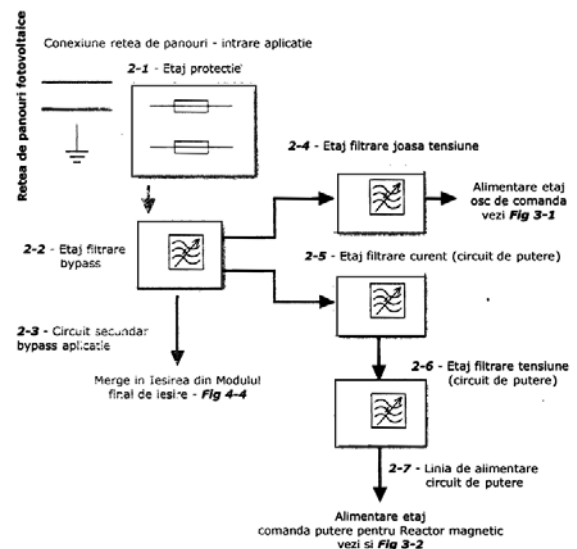 Conexiune retea de panouri - intrare aplicatie
Retea de panouri fotovoltaice
2-1 - Etaj protectie
2-4 - Etaj filtrare joasa tensiune
Alimentare etaj
osc de comanda
vezi Fig 3-1
2-2 - Etaj filtrare
bypass
2-5 - Etaj filtrare curent (circuit de putere)
2-3 - Circuit secundar
bypass aplicatie
2-6 - Etaj filtrare tensiune
(circuit de putere)
Merge in Iesirea din Modulul
final de iesire - Fig 4-4
2-7 - Linia de alimentare
circuit de putere
Alimentare etaj
comanda putere pentru Reactor magnetic
vezi si Fig 3-2